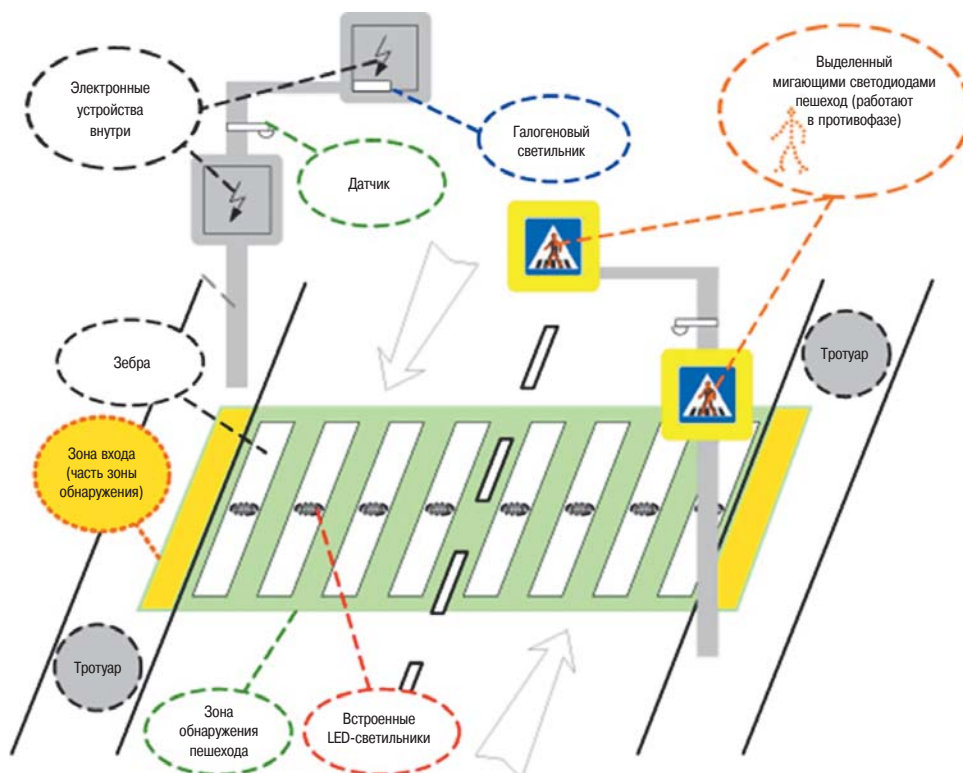 Электронные
устройства
внутри
Выделенный
мигающими светодиодами
пешеход (работают
в противофазе)
Галогеновый
светильник
Датчик
Зебра
Тротуар
Зона входа
(часть зоны
обнаружения)
Тротуар
Зона
обнаружения
пешехода
Встроенные
LED-светильники